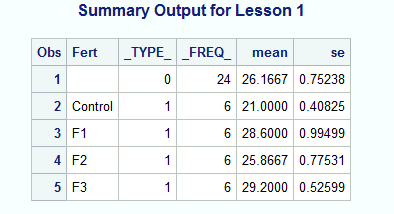 Summary Output for Lesson 1
Obs Fert _TYPE_ _FREQ_ mean se
1 0 24 26.1667 0.75238
2 Control 1 6 21.0000 0.40825
3 F1 1 6 28.6000 0.99499
4 F2 1 6 25.8667 0.77531
5 F3 1 6 29.2000 0.52599